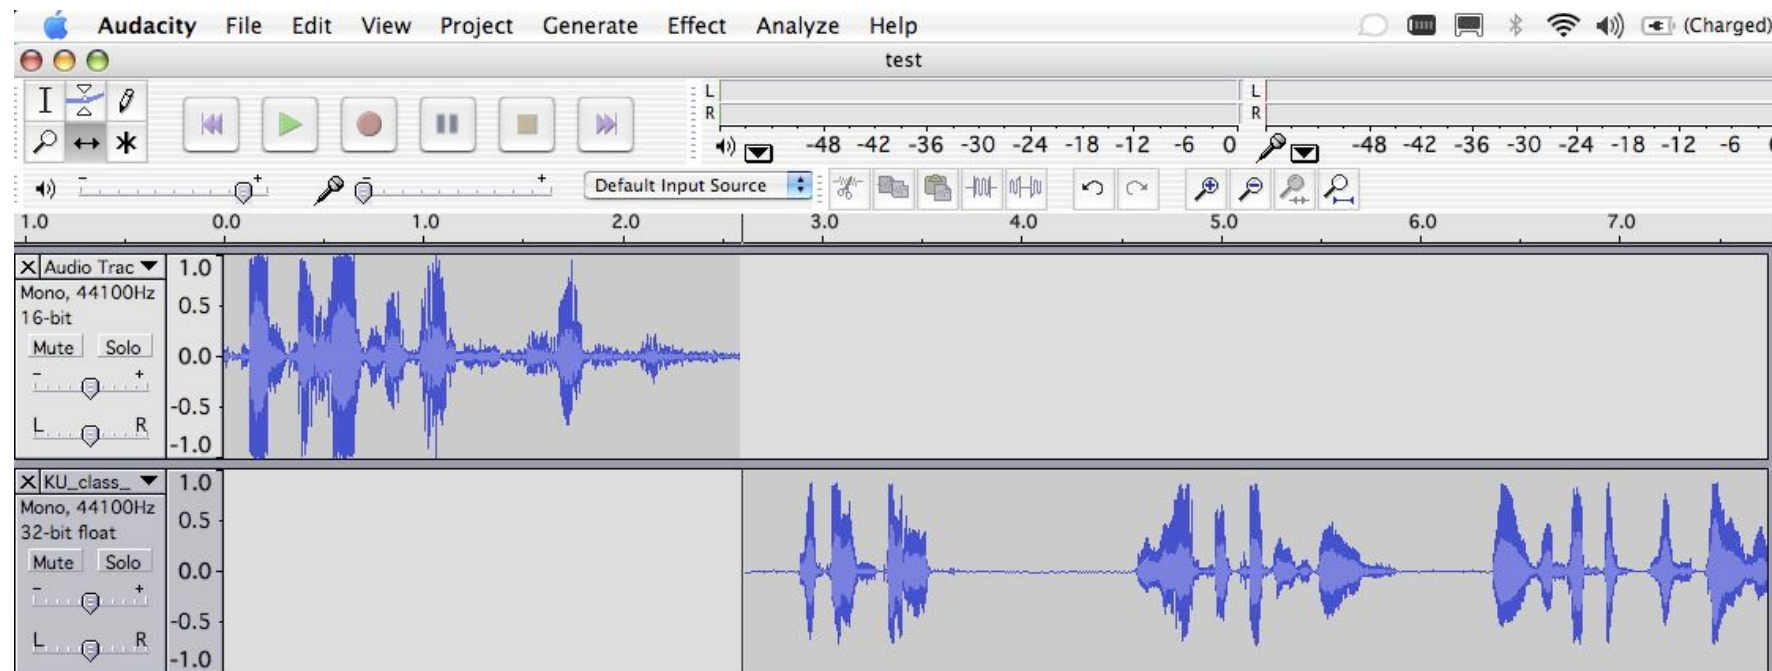 Audacity File Edit View Project Generate Effect Analyze Help (Charged)
test
L L
R R
-48 -42 -36 -30 -24 -18 -12 -6 0 -48 -42 -36 -30 -24 -18 -12 -6
- + - + Default Input Source
1.0 0.0 1.0 2.0 3.0 4.0 5.0 6.0 7.0
X Audio Trac 1.0
Mono, 44100Hz
16-bit 0.5
Mute Solo 0.0
- +
-0.5
L R -1.0
X KU_class_ 1.0
Mono, 44100Hz
32-bit float 0.5
Mute Solo 0.0
- +
-0.5
L R -1.0